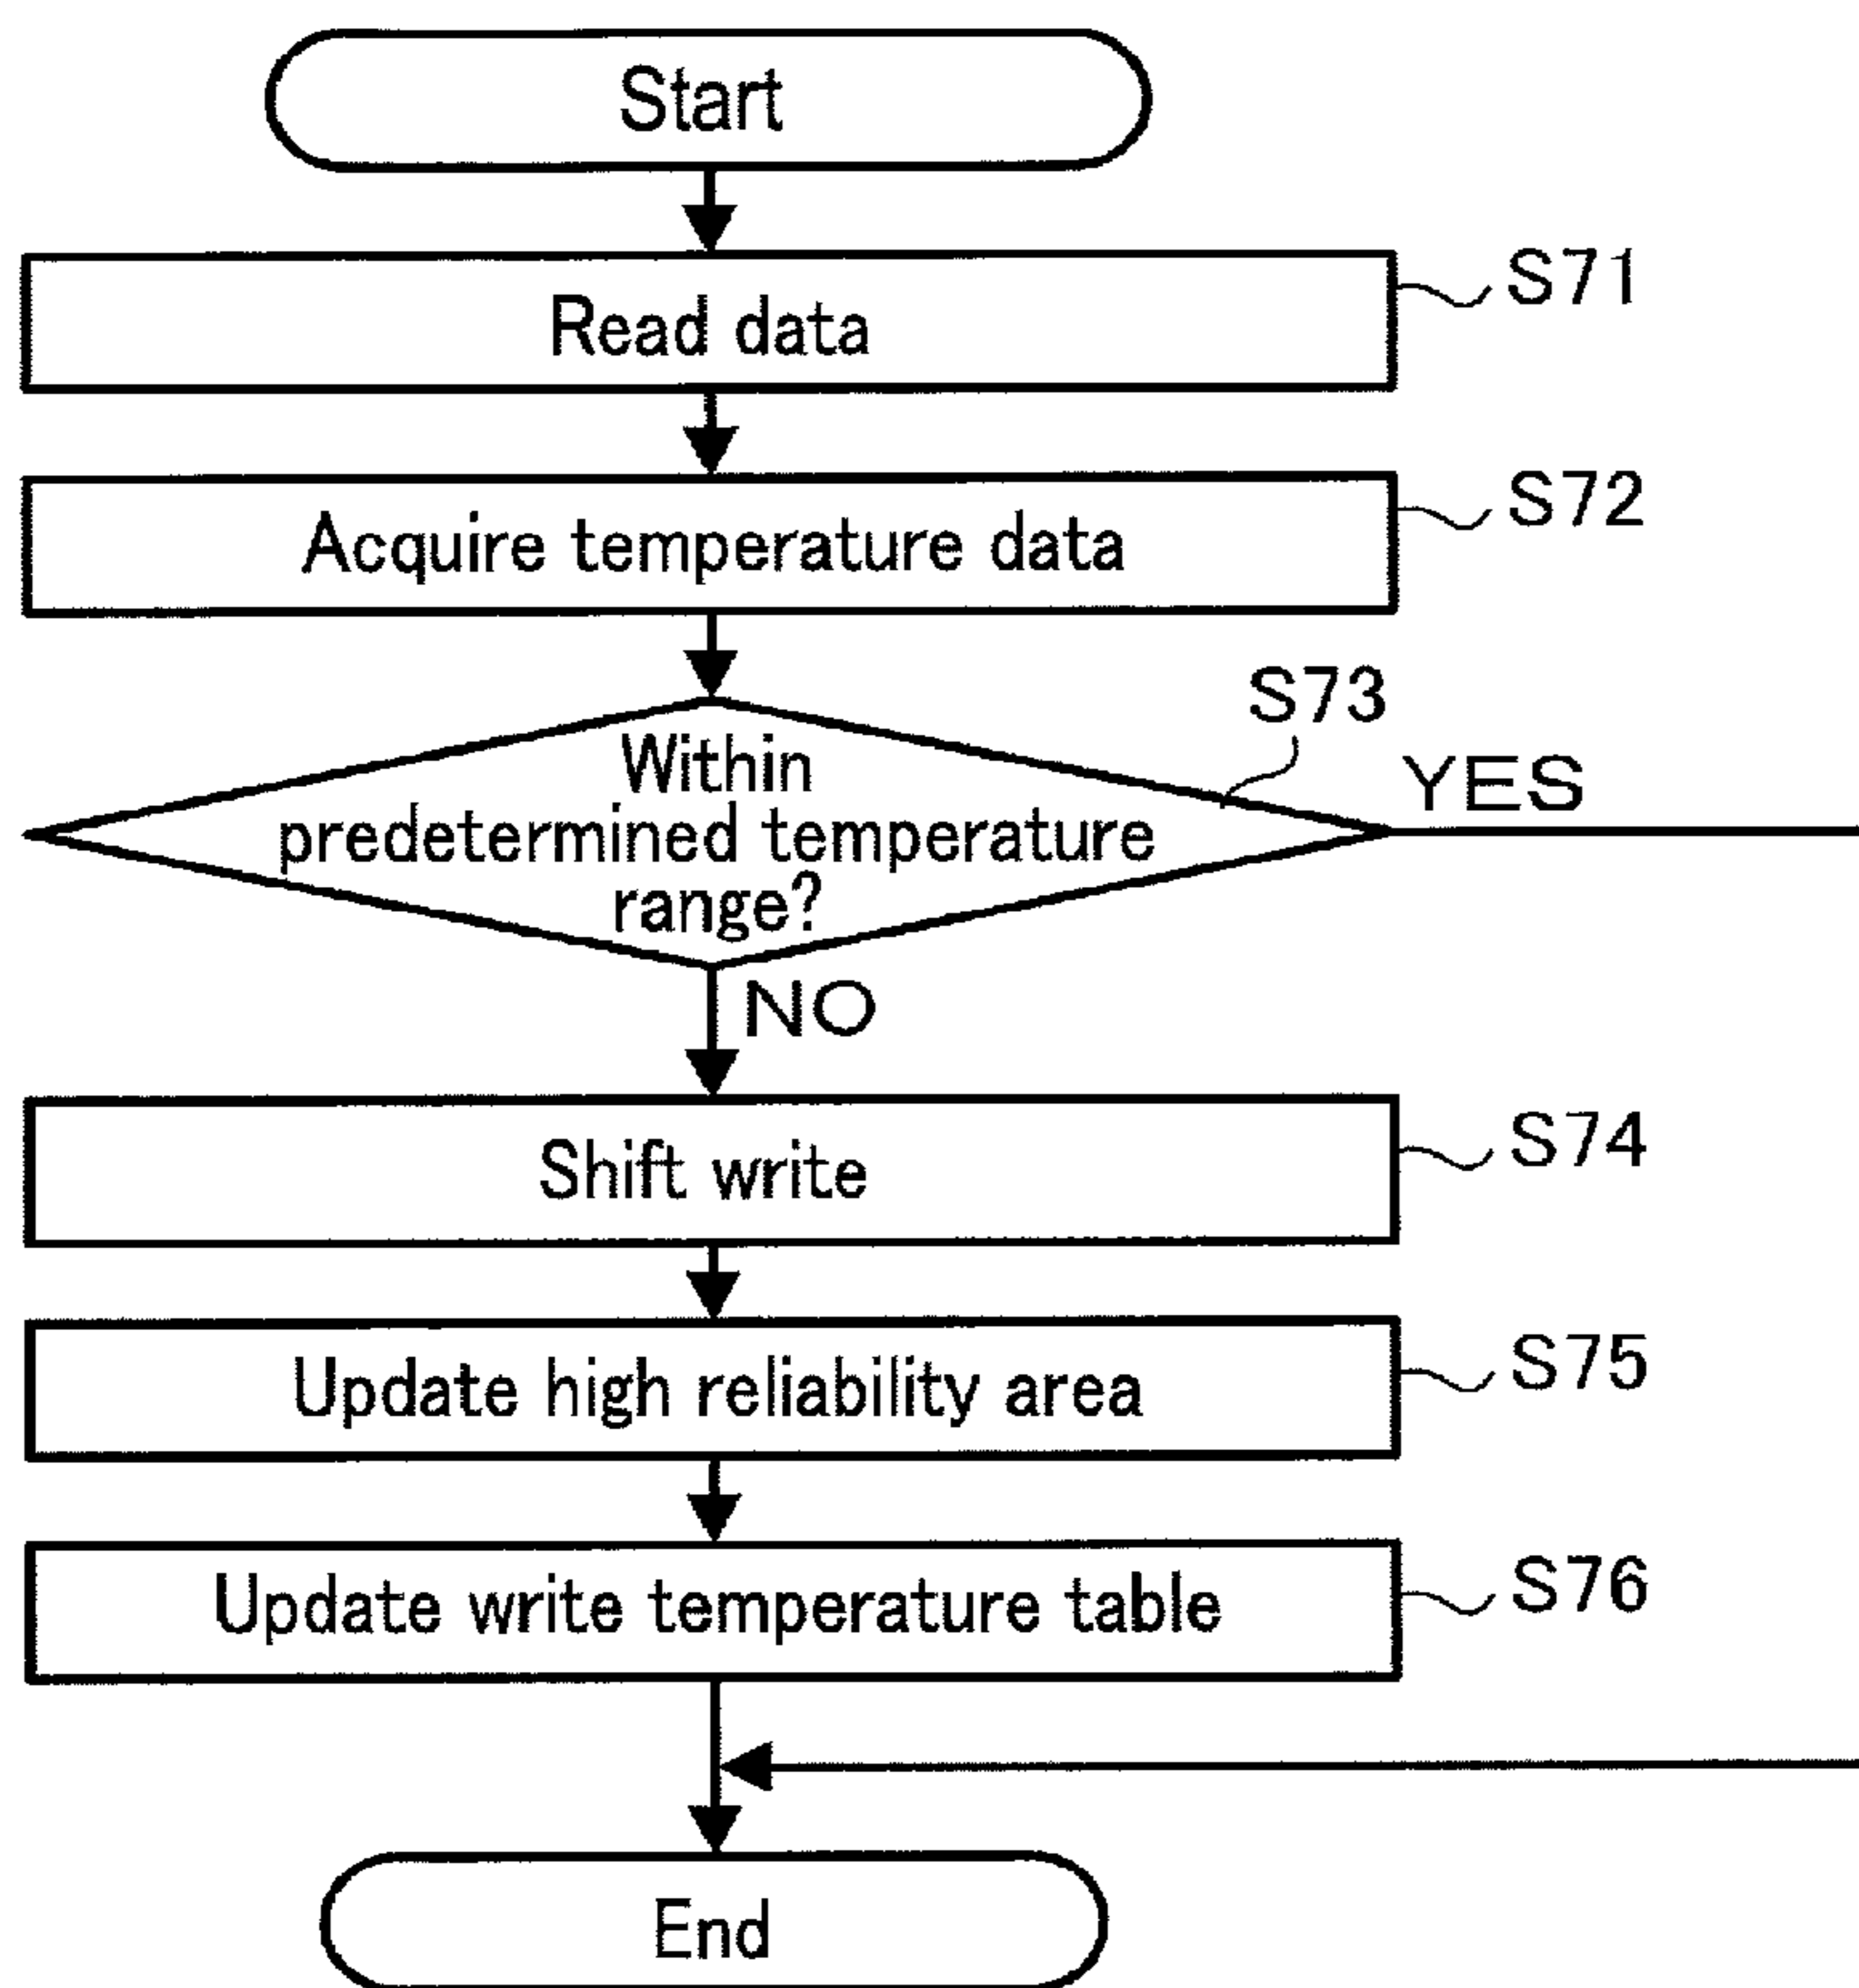 Start
Read data
S71
Acquire temperature data
S72
S73
Within
predetermined temperature
range?
YES
NO
Shift write
S74
Update high reliability area
S75
Update write temperature table
S76
End